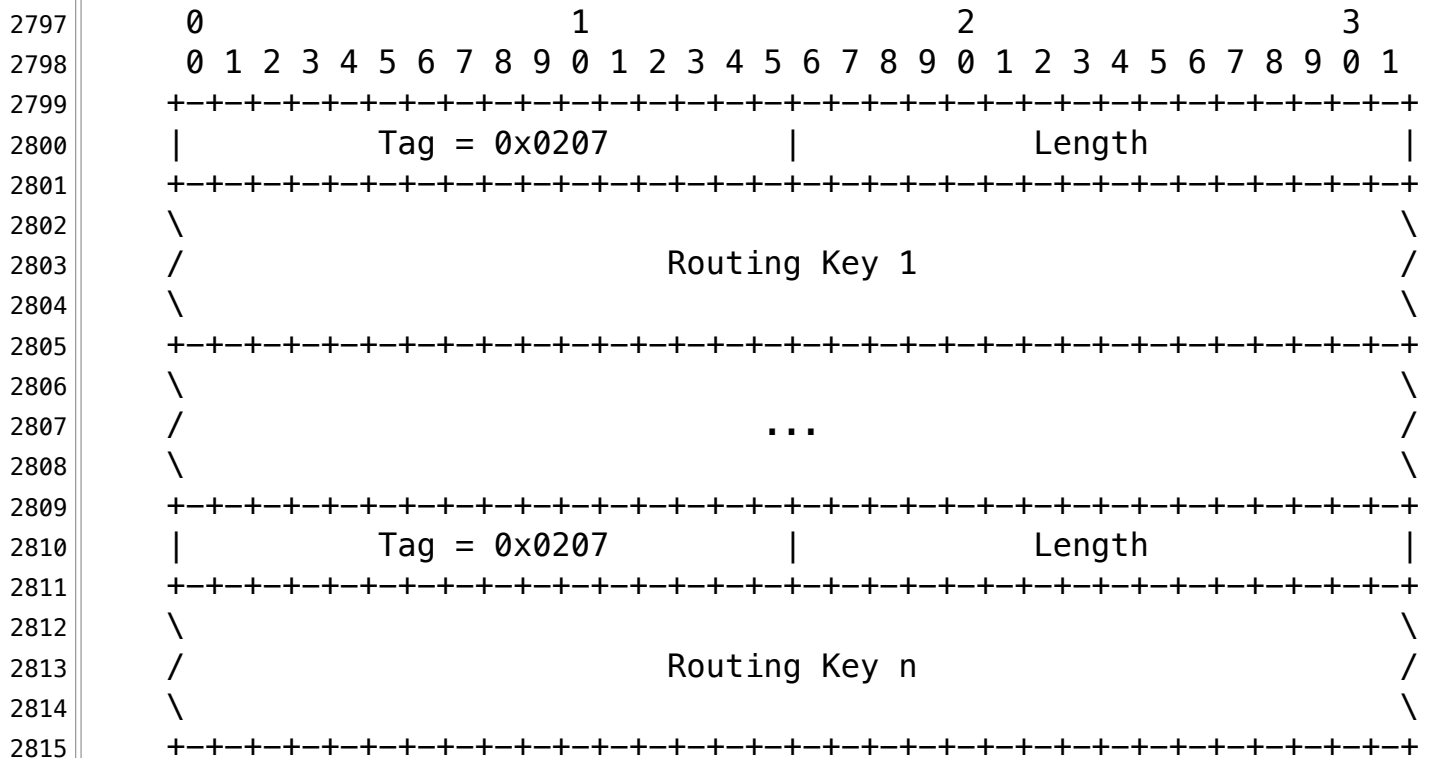 2797      0                   1                   2                   3
2798      0 1 2 3 4 5 6 7 8 9 0 1 2 3 4 5 6 7 8 9 0 1 2 3 4 5 6 7 8 9 0 1
2799     +-+-+-+-+-+-+-+-+-+-+-+-+-+-+-+-+-+-+-+-+-+-+-+-+-+-+-+-+-+-+-+-+
2800     |          Tag = 0x0207         |            Length             |
2801     +-+-+-+-+-+-+-+-+-+-+-+-+-+-+-+-+-+-+-+-+-+-+-+-+-+-+-+-+-+-+-+-+
2802     \                                                               \
2803     /                         Routing Key 1                         /
2804     \                                                               \
2805     +-+-+-+-+-+-+-+-+-+-+-+-+-+-+-+-+-+-+-+-+-+-+-+-+-+-+-+-+-+-+-+-+
2806     \                                                               \
2807     /                              ...                              /
2808     \                                                               \
2809     +-+-+-+-+-+-+-+-+-+-+-+-+-+-+-+-+-+-+-+-+-+-+-+-+-+-+-+-+-+-+-+-+
2810     |          Tag = 0x0207         |            Length             |
2811     +-+-+-+-+-+-+-+-+-+-+-+-+-+-+-+-+-+-+-+-+-+-+-+-+-+-+-+-+-+-+-+-+
2812     \                                                               \
2813     /                         Routing Key n                         /
2814     \                                                               \
2815     +-+-+-+-+-+-+-+-+-+-+-+-+-+-+-+-+-+-+-+-+-+-+-+-+-+-+-+-+-+-+-+-+